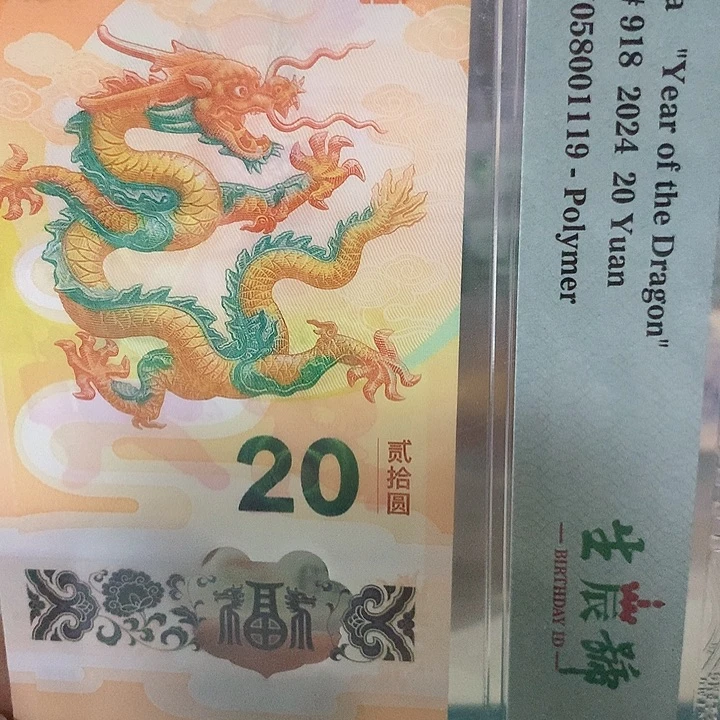 20
贰拾圆
福
a "Year of the Dragon"
#918 2024 20 Yuan
058001119 - Polymer
生辰號
— BIRTHDAY ID —